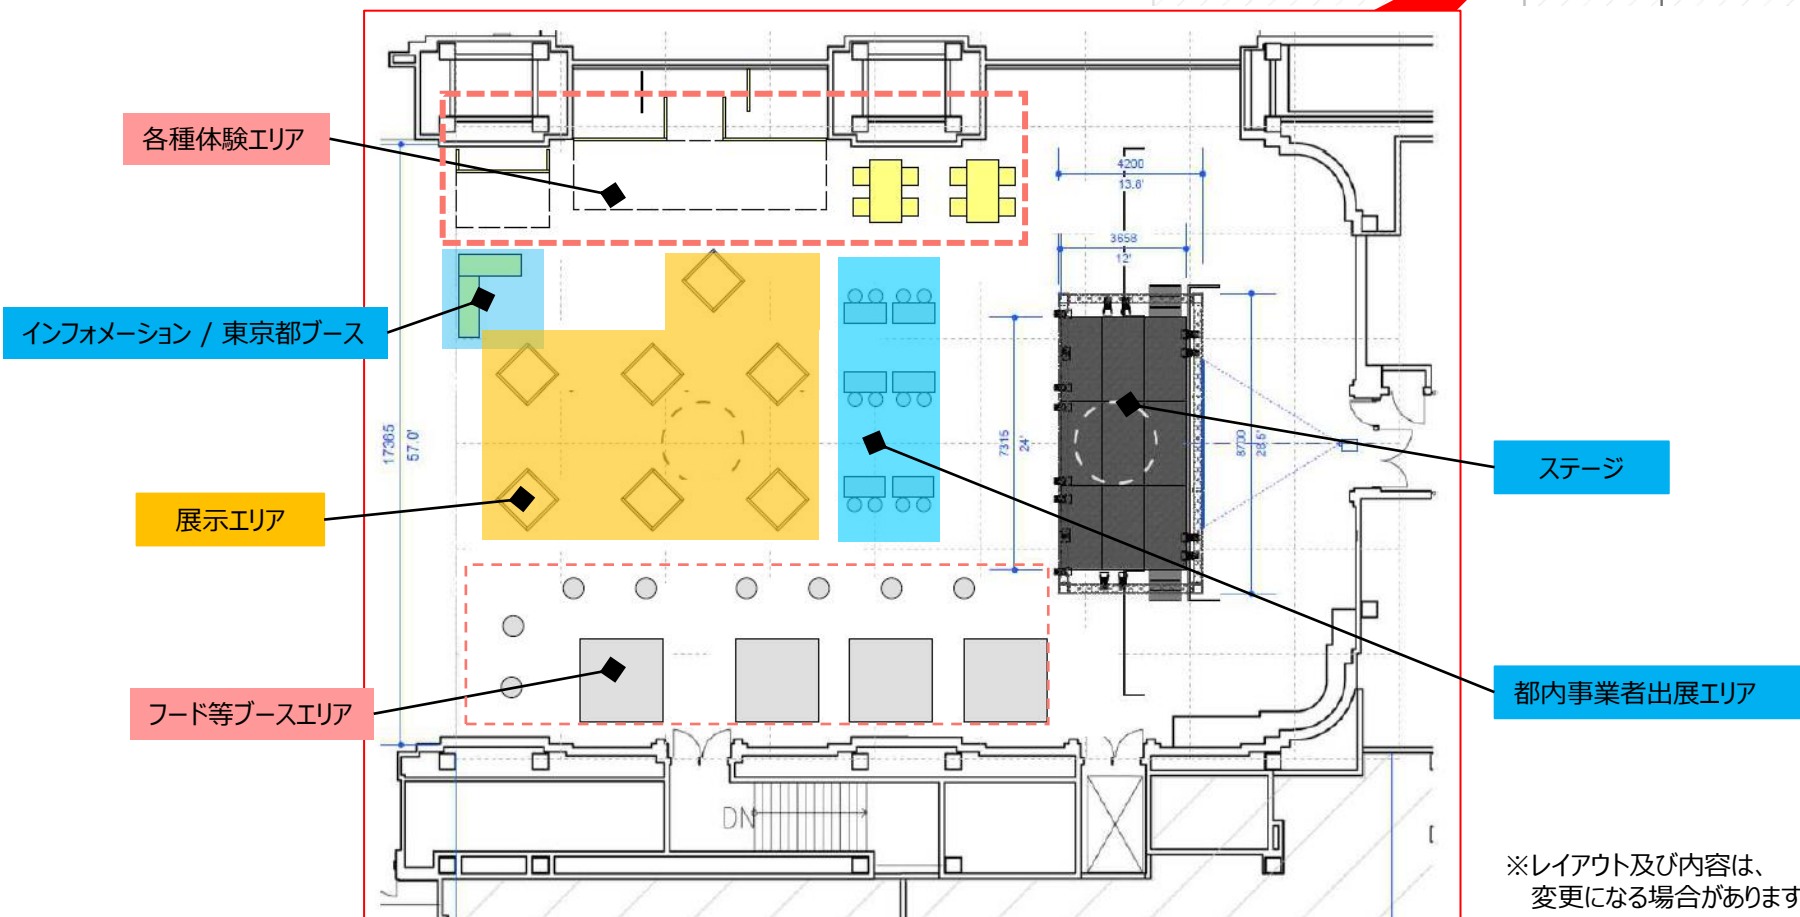 各種体験エリア
インフォメーション / 東京都ブース
展示エリア
フード等ブースエリア
ステージ
都内事業者出展エリア
4200
13.8'
3658
12'
17365
57.0'
7315
24'
8700
28.5'
DN
※レイアウト及び内容は、
変更になる場合があります